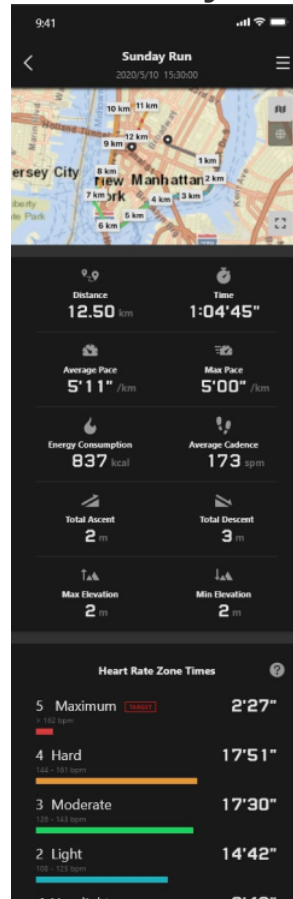 9:41
Sunday Run
2020/5/10 15:30:00
10 km 11 km
Holland Tunnel
12 km
9 km
1 km
ersey City
8 km
New Manhattan 2 km
7 km ork
4 km 3 km
5 km
6 km
Distance
12.50 km
Time
1:04'45"
Average Pace
5'11" /km
Max Pace
5'00" /km
Energy Consumption
837 kcal
Average Cadence
173 spm
Total Ascent
2 m
Total Descent
3 m
Max Elevation
2 m
Min Elevation
2 m
Heart Rate Zone Times
?
5 Maximum TARGET 2'27"
> 162 bpm
4 Hard 17'51"
144 - 161 bpm
3 Moderate 17'30"
126 - 143 bpm
2 Light 14'42"
108 - 125 bpm